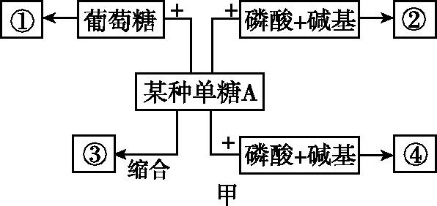 ① 葡萄糖 + + 磷酸+碱基 ②
某种单糖A
③ 缩合 + 磷酸+碱基 ④
甲